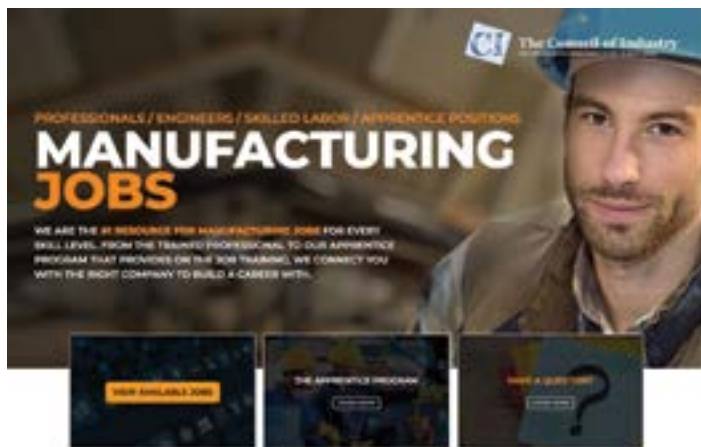 CI The Council of Industry
PROFESSIONALS / ENGINEERS / SKILLED LABOR / APPRENTICE POSITIONS
MANUFACTURING
JOBS
WE ARE THE #1 RESOURCE FOR MANUFACTURING JOBS FOR EVERY
SKILL LEVEL. FROM THE TRAINED PROFESSIONAL TO OUR APPRENTICE
PROGRAM THAT PROVIDES ON THE JOB TRAINING, WE CONNECT YOU
WITH THE RIGHT COMPANY TO BUILD A CAREER WITH.
VIEW AVAILABLE JOBS
THE APPRENTICE PROGRAM
HAVE A QUESTION?
?